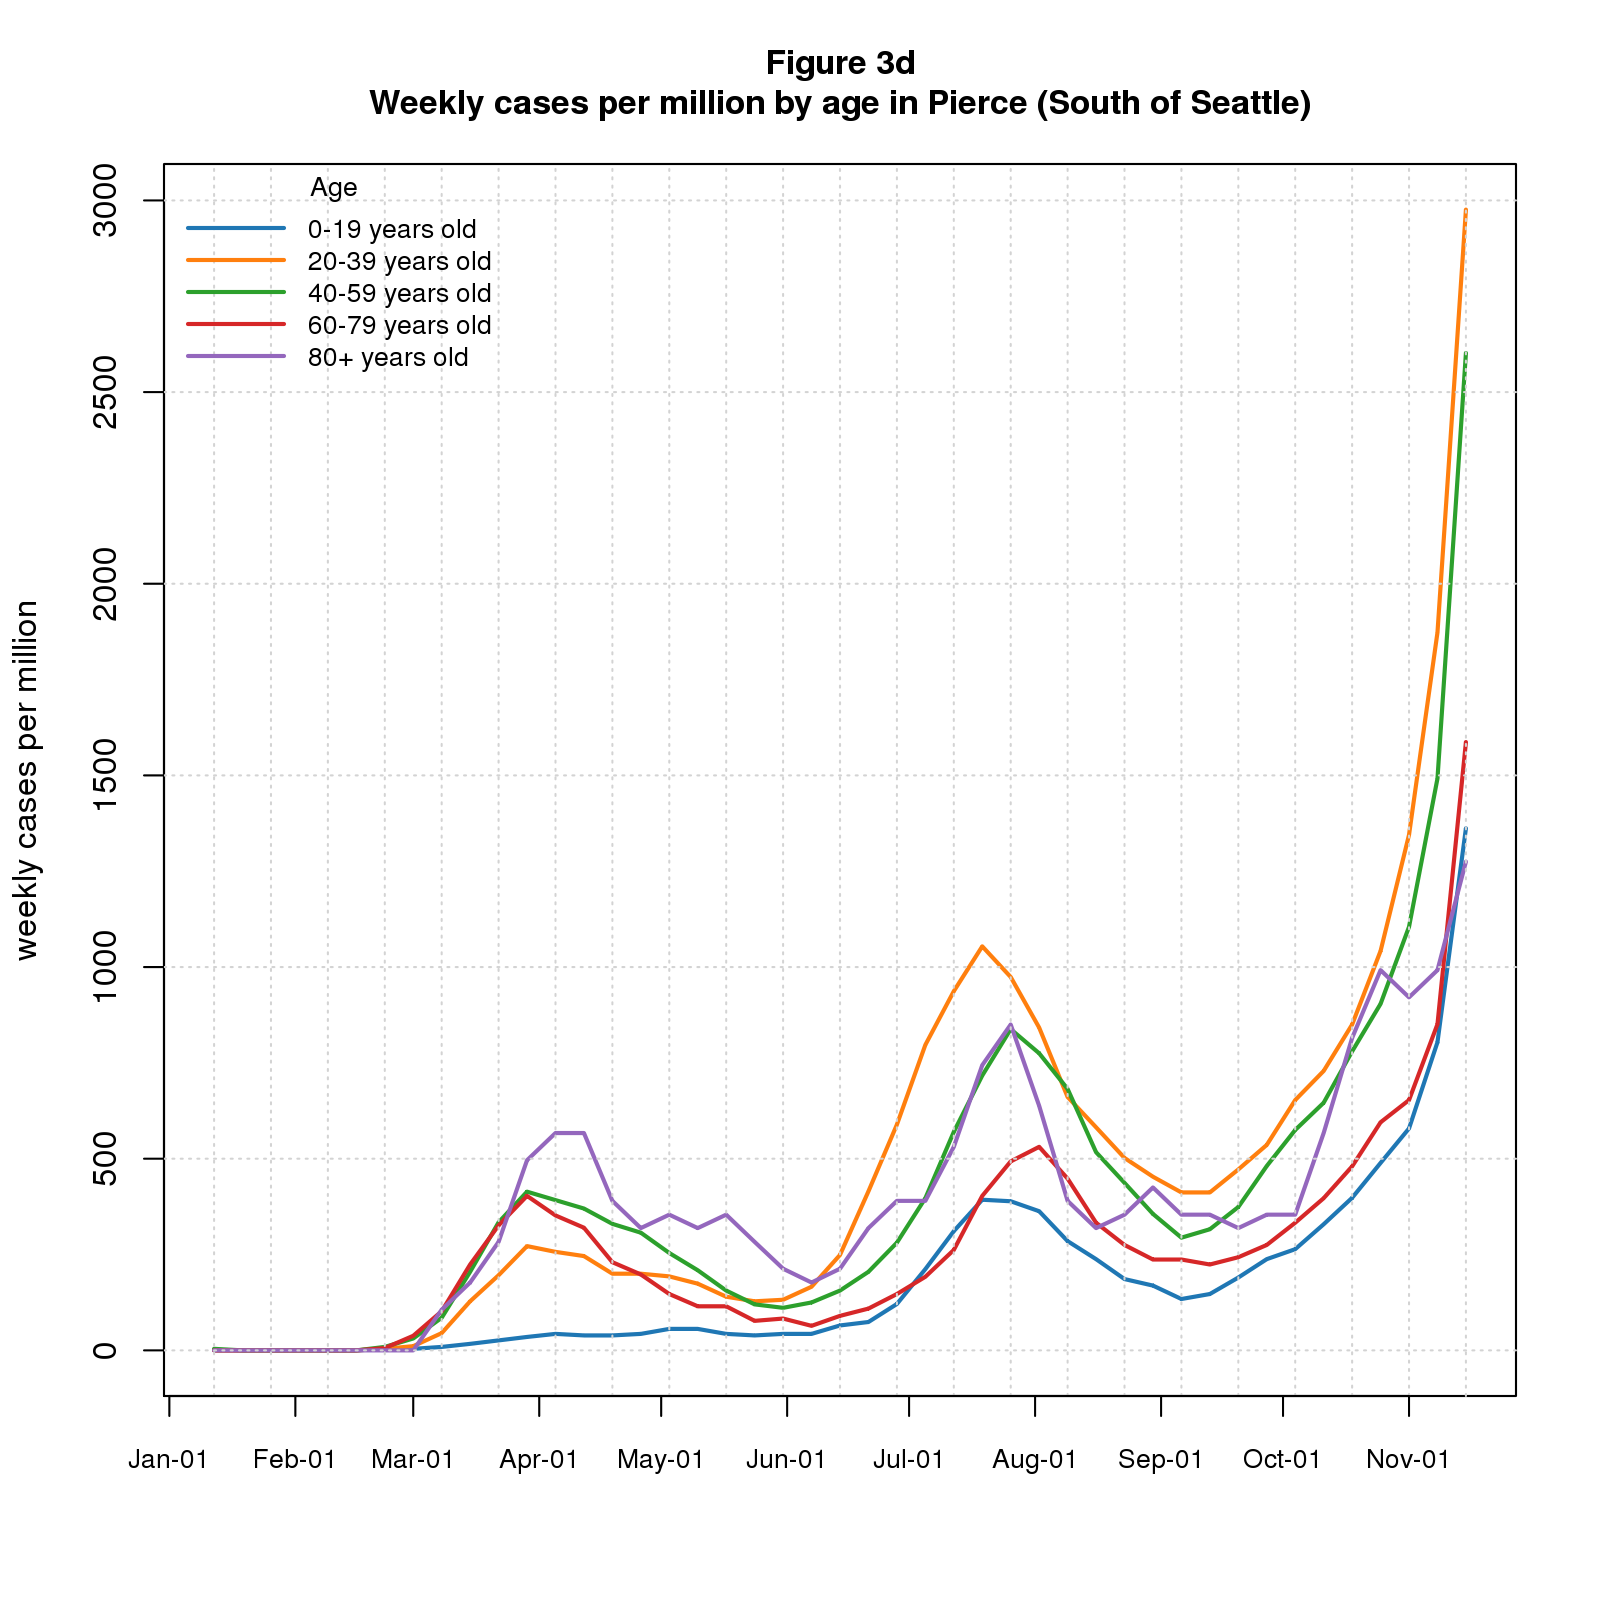 Figure 3d
Weekly cases per million by age in Pierce (South of Seattle)
weekly cases per million
3000
2500
2000
1500
1000
500
0
Age
0-19 years old
20-39 years old
40-59 years old
60-79 years old
80+ years old
Jan-01 Feb-01 Mar-01 Apr-01 May-01 Jun-01 Jul-01 Aug-01 Sep-01 Oct-01 Nov-01